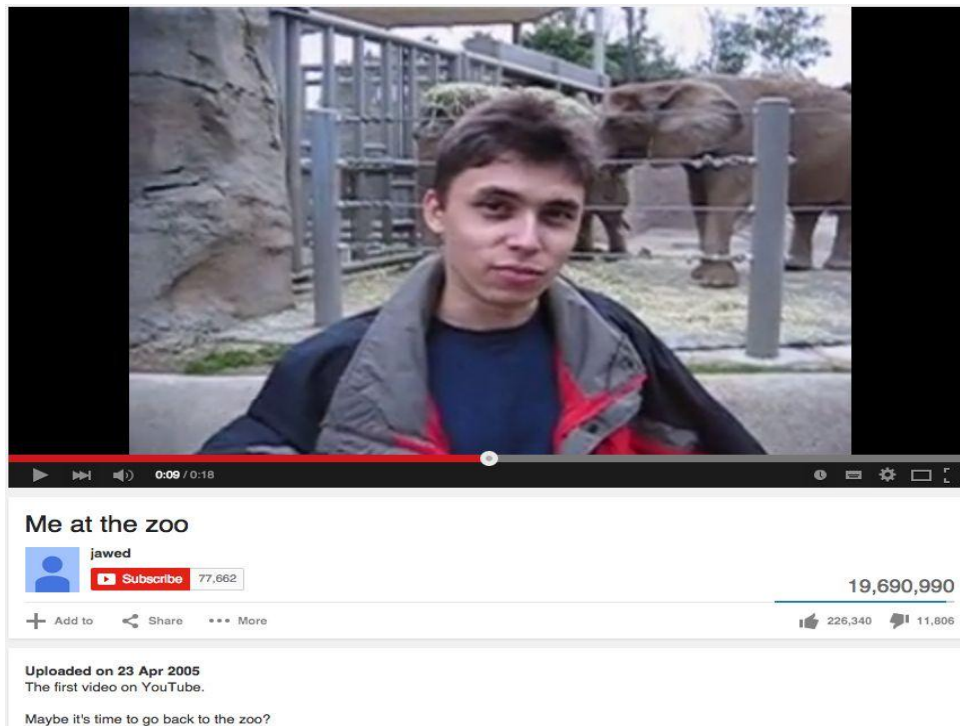 0:09 / 0:18
Me at the zoo
jawed
Subscribe 77,662
19,690,990
Add to Share More
226,340 11,806
Uploaded on 23 Apr 2005
The first video on YouTube.
Maybe it's time to go back to the zoo?